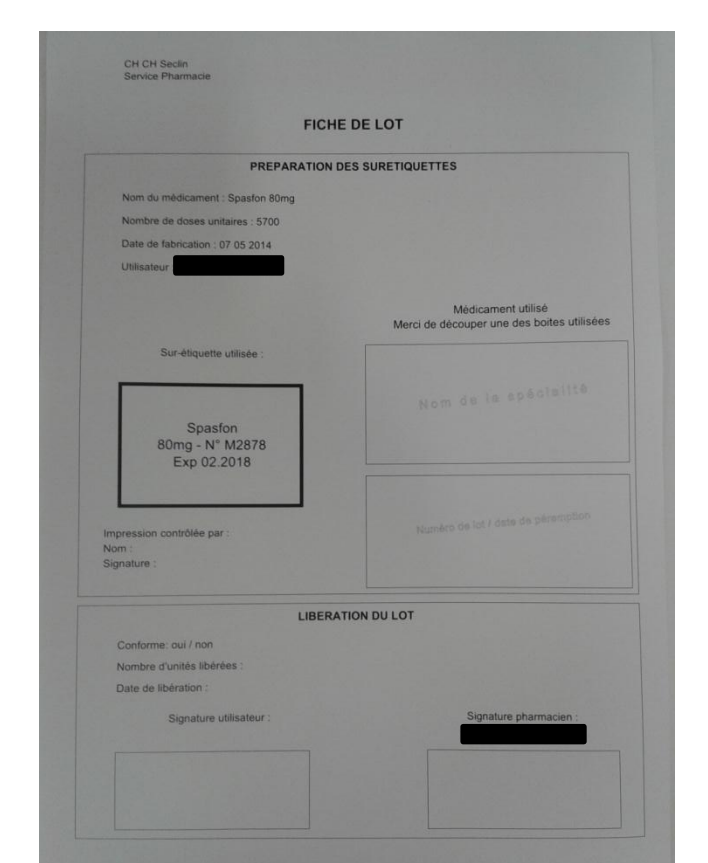 CH CH Seclin
Service Pharmacie
FICHE DE LOT
PREPARATION DES SURETIQUETTES
Nom du médicament : Spasfon 80mg
Nombre de doses unitaires : 5700
Date de fabrication : 07 05 2014
Utilisateur
Médicament utilisé
Merci de découper une des boites utilisées
Sur-étiquette utilisée :
Nom de la spécialité
Spasfon
80mg - N° M2878
Exp 02.2018
Numéro de lot / date de péremption
Impression contrôlée par :
Nom :
Signature :
LIBERATION DU LOT
Conforme: oui / non
Nombre d'unités libérées :
Date de libération :
Signature utilisateur :
Signature pharmacien :